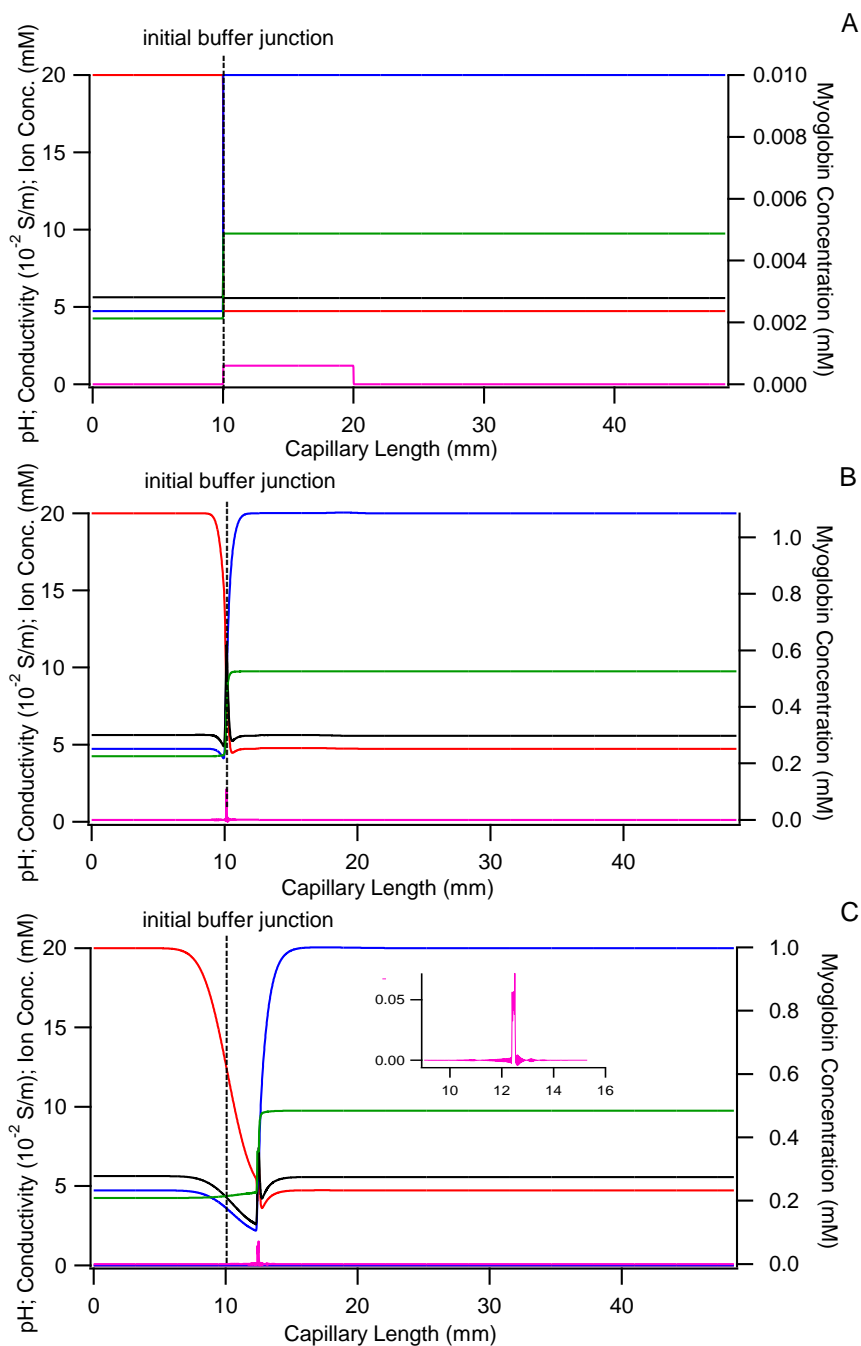 A
initial buffer junction
pH; Conductivity (10-2 S/m); Ion Conc. (mM)
20
15
10
5
0
0.010
0.008
0.006
0.004
0.002
0.000
Myoglobin Concentration (mM)
0 10 20 30 40
Capillary Length (mm)
B
initial buffer junction
pH; Conductivity (10-2 S/m); Ion Conc. (mM)
20
15
10
5
0
1.0
0.8
0.6
0.4
0.2
0.0
Myoglobin Concentration (mM)
0 10 20 30 40
Capillary Length (mm)
C
initial buffer junction
pH; Conductivity (10-2 S/m); Ion Conc. (mM)
20
15
10
5
0
0.05
0.00
10 12 14 16
1.0
0.8
0.6
0.4
0.2
0.0
Myoglobin Concentration (mM)
0 10 20 30 40
Capillary Length (mm)